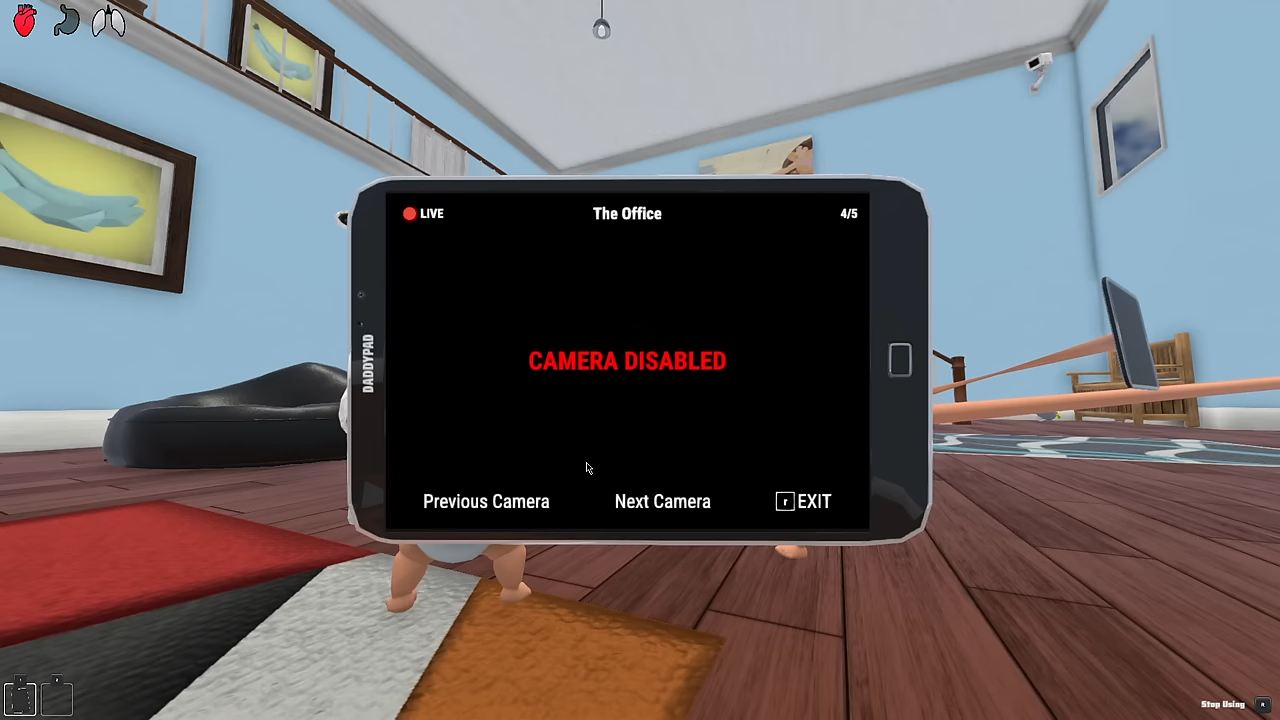 LIVE
The Office
4/5
DADDYPAD
CAMERA DISABLED
Previous Camera
Next Camera
r EXIT
Stop Using